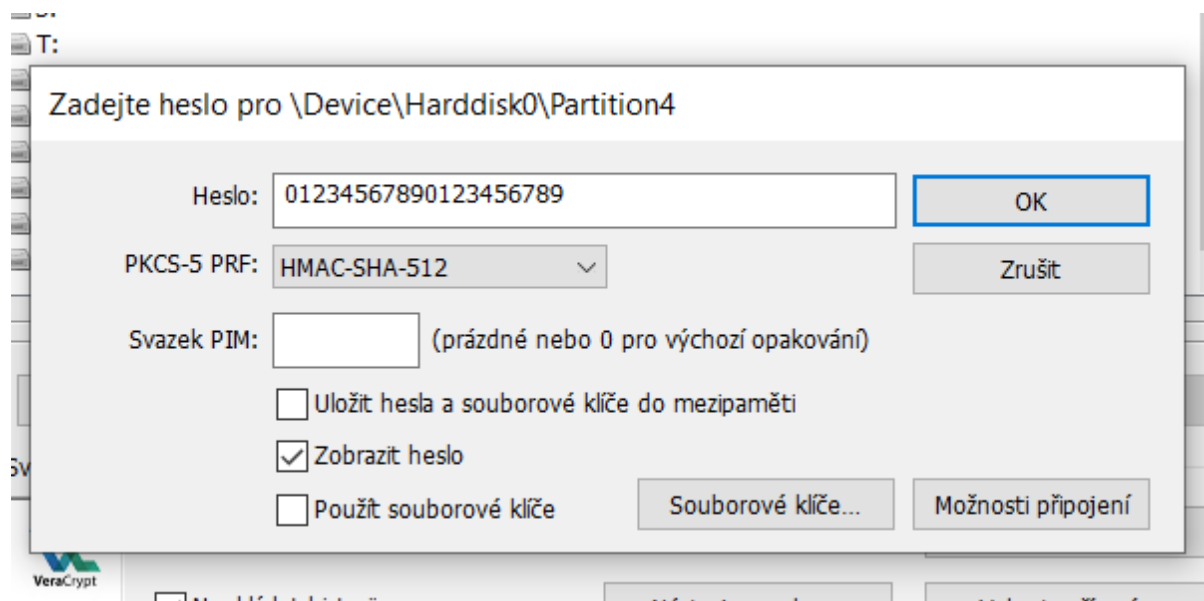 T:
Zadejte heslo pro \Device\Harddisk0\Partition4
Heslo: 01234567890123456789 OK
PKCS-5 PRF: HMAC-SHA-512 Zrušit
Svazek PIM: (prázdné nebo 0 pro výchozí opakování)
Uložit hesla a souborové klíče do mezipaměti
Zobrazit heslo
Použít souborové klíče Souborové klíče... Možnosti připojení
VeraCrypt